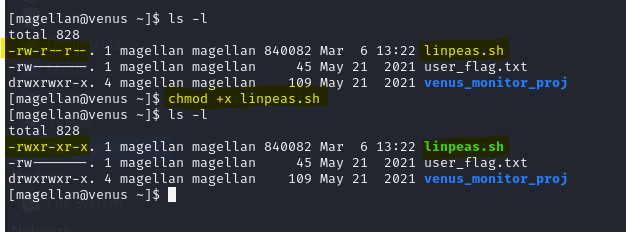 [magellan@venus ~]$ ls -l
total 828
-rw-r--r--. 1 magellan magellan 840082 Mar  6 13:22 linpeas.sh
-rw-------. 1 magellan magellan     45 May 21  2021 user_flag.txt
drwxrwxr-x. 4 magellan magellan    109 May 21  2021 venus_monitor_proj
[magellan@venus ~]$ chmod +x linpeas.sh
[magellan@venus ~]$ ls -l
total 828
-rwxr-xr-x. 1 magellan magellan 840082 Mar  6 13:22 linpeas.sh
-rw-------. 1 magellan magellan     45 May 21  2021 user_flag.txt
drwxrwxr-x. 4 magellan magellan    109 May 21  2021 venus_monitor_proj
[magellan@venus ~]$